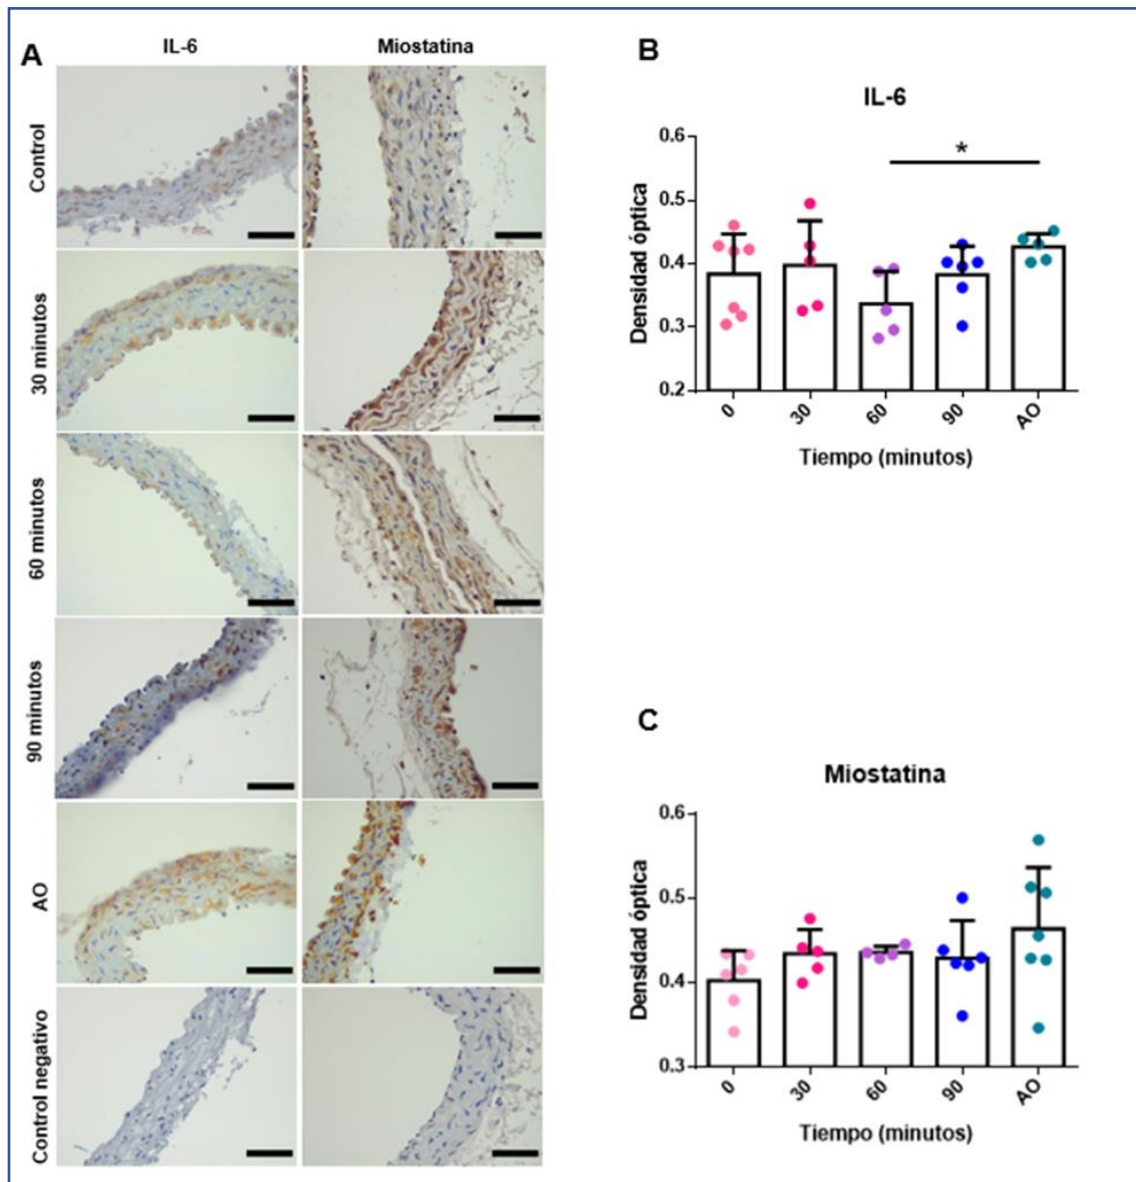 A
IL-6
Miostatina
Control
30 minutos
60 minutos
90 minutos
AO
Control negativo
B
IL-6
*
Densidad óptica
0.6
0.5
0.4
0.3
0.2
0
30
60
90
AO
Tiempo (minutos)
C
Miostatina
Densidad óptica
0.6
0.5
0.4
0.3
0
30
60
90
AO
Tiempo (minutos)